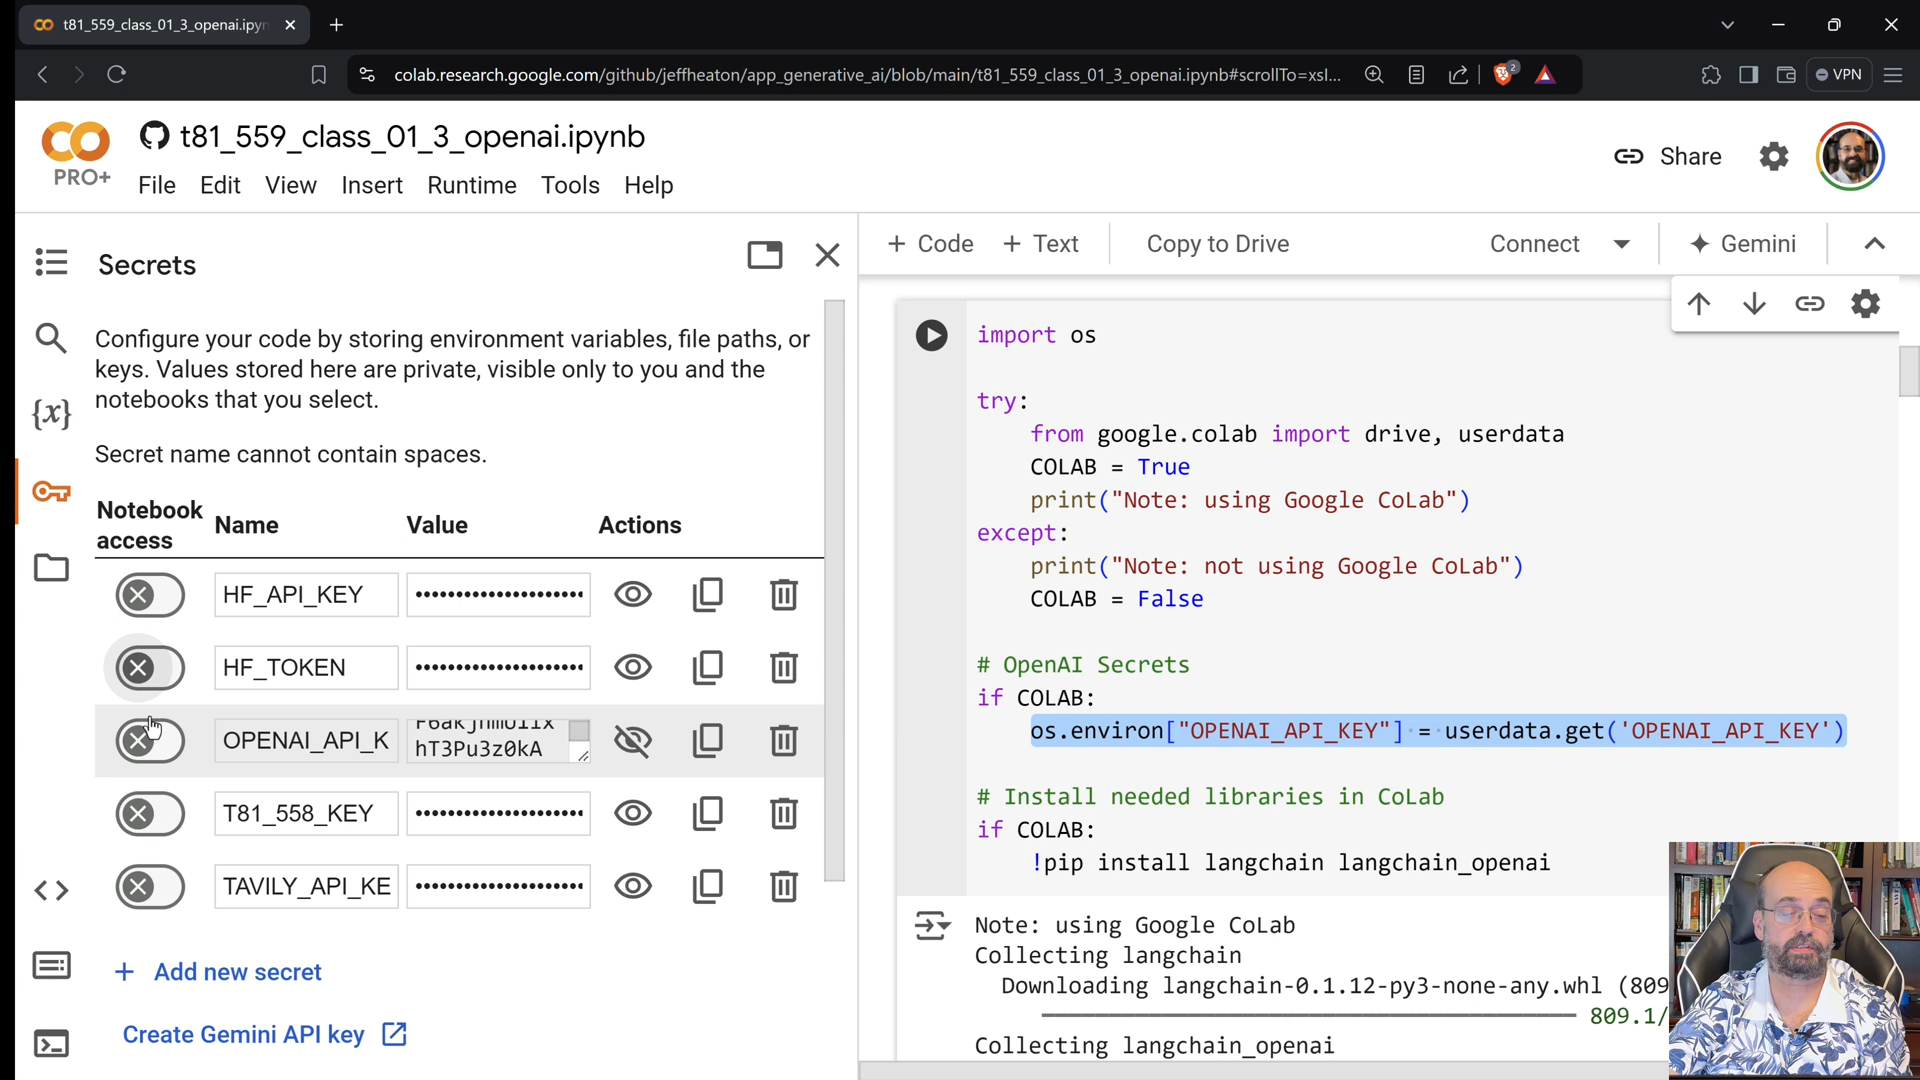 t81_559_class_01_3_openai.ipyn
colab.research.google.com/github/jeffheaton/app_generative_ai/blob/main/t81_559_class_01_3_openai.ipynb#scrollTo=xsI...
2
VPN
PRO+
t81_559_class_01_3_openai.ipynb
File Edit View Insert Runtime Tools Help
Share
Secrets
Configure your code by storing environment variables, file paths, or
keys. Values stored here are private, visible only to you and the
notebooks that you select.
Secret name cannot contain spaces.
Notebook
access
Name Value Actions
HF_API_KEY
HF_TOKEN
OPENAI_API_K
hT3Pu3z0kA
T81_558_KEY
TAVILY_API_KE
+ Add new secret
Create Gemini API key
+ Code + Text Copy to Drive Connect Gemini
import os
try:
from google.colab import drive, userdata
COLAB = True
print("Note: using Google CoLab")
except:
print("Note: not using Google CoLab")
COLAB = False
# OpenAI Secrets
if COLAB:
os.environ["OPENAI_API_KEY"] = userdata.get('OPENAI_API_KEY')
# Install needed libraries in CoLab
if COLAB:
!pip install langchain langchain_openai
Note: using Google CoLab
Collecting langchain
Downloading langchain-0.1.12-py3-none-any.whl (809
809.1/
Collecting langchain_openai